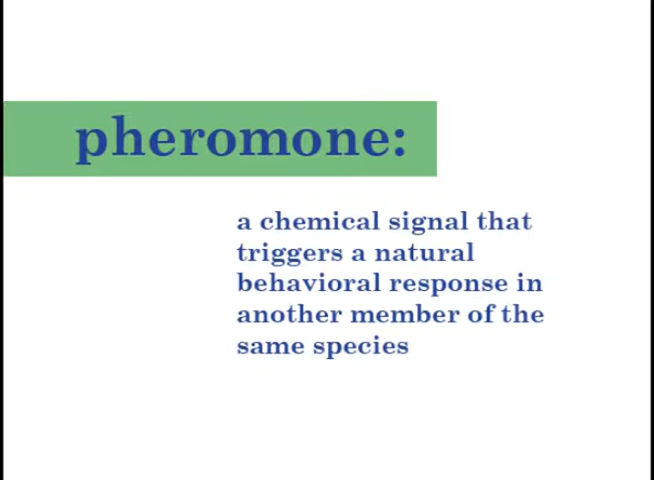 pheromone:
a chemical signal that
triggers a natural
behavioral response in
another member of the
same species